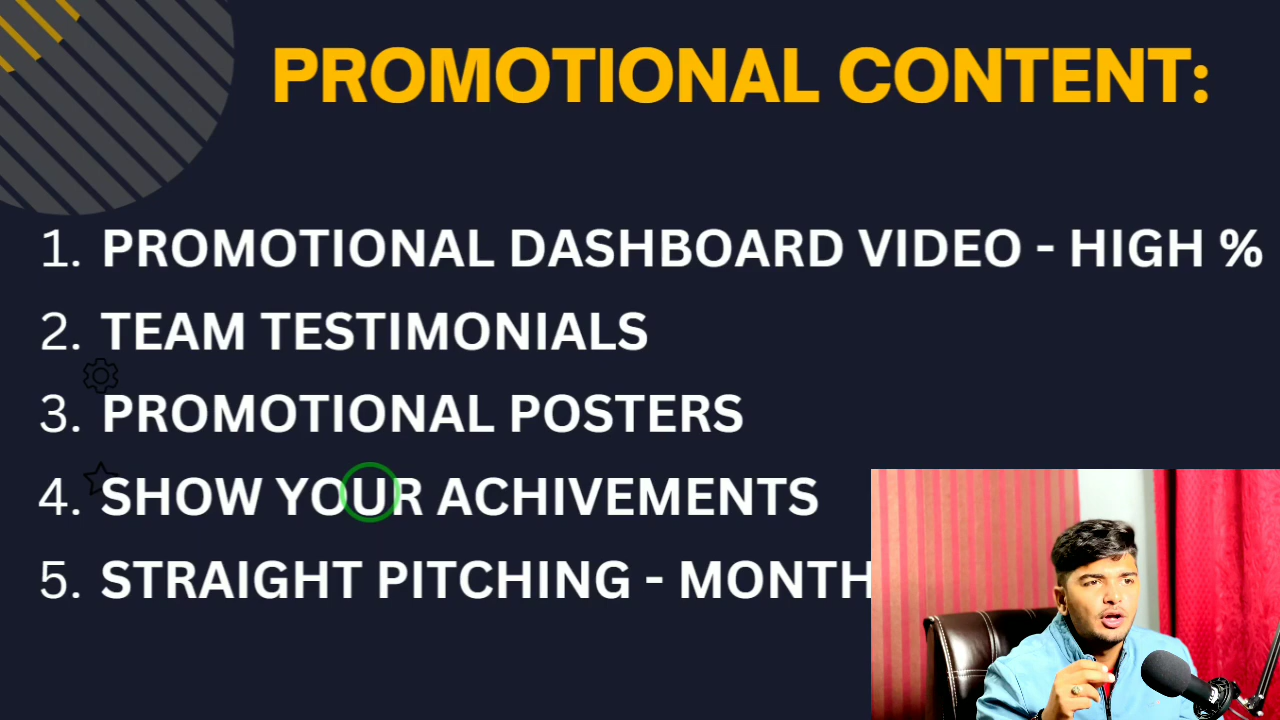 PROMOTIONAL CONTENT:
1. PROMOTIONAL DASHBOARD VIDEO - HIGH %
2. TEAM TESTIMONIALS
3. PROMOTIONAL POSTERS
4. SHOW YOUR ACHIVEMENTS
5. STRAIGHT PITCHING - MONTH